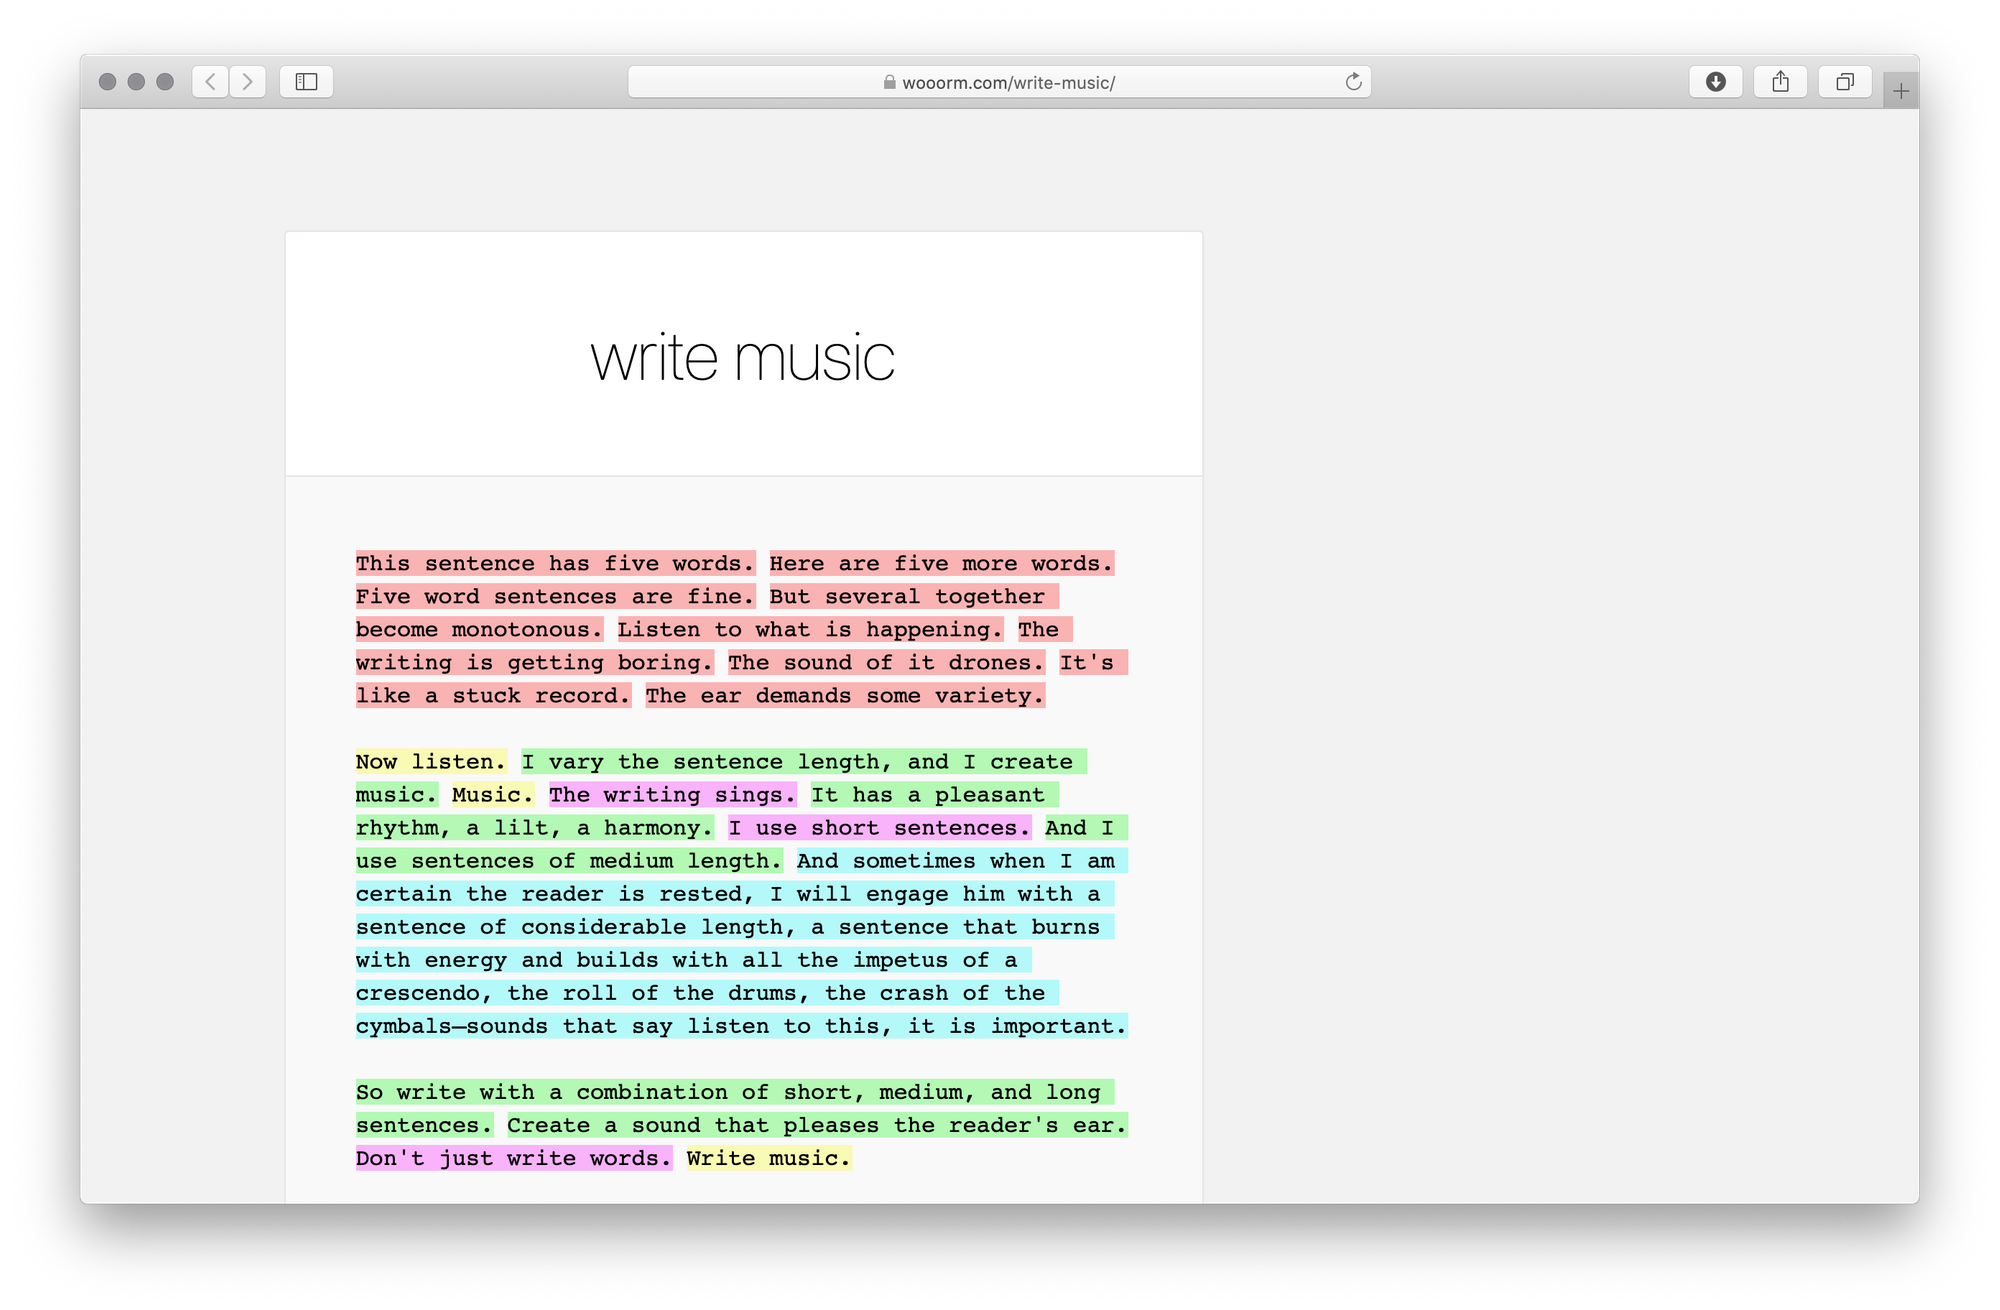 wooorm.com/write-music/
write music
This sentence has five words. Here are five more words.
Five word sentences are fine. But several together
become monotonous. Listen to what is happening. The
writing is getting boring. The sound of it drones. It's
like a stuck record. The ear demands some variety.
Now listen. I vary the sentence length, and I create
music. Music. The writing sings. It has a pleasant
rhythm, a lilt, a harmony. I use short sentences. And I
use sentences of medium length. And sometimes when I am
certain the reader is rested, I will engage him with a
sentence of considerable length, a sentence that burns
with energy and builds with all the impetus of a
crescendo, the roll of the drums, the crash of the
cymbals—sounds that say listen to this, it is important.
So write with a combination of short, medium, and long
sentences. Create a sound that pleases the reader's ear.
Don't just write words. Write music.